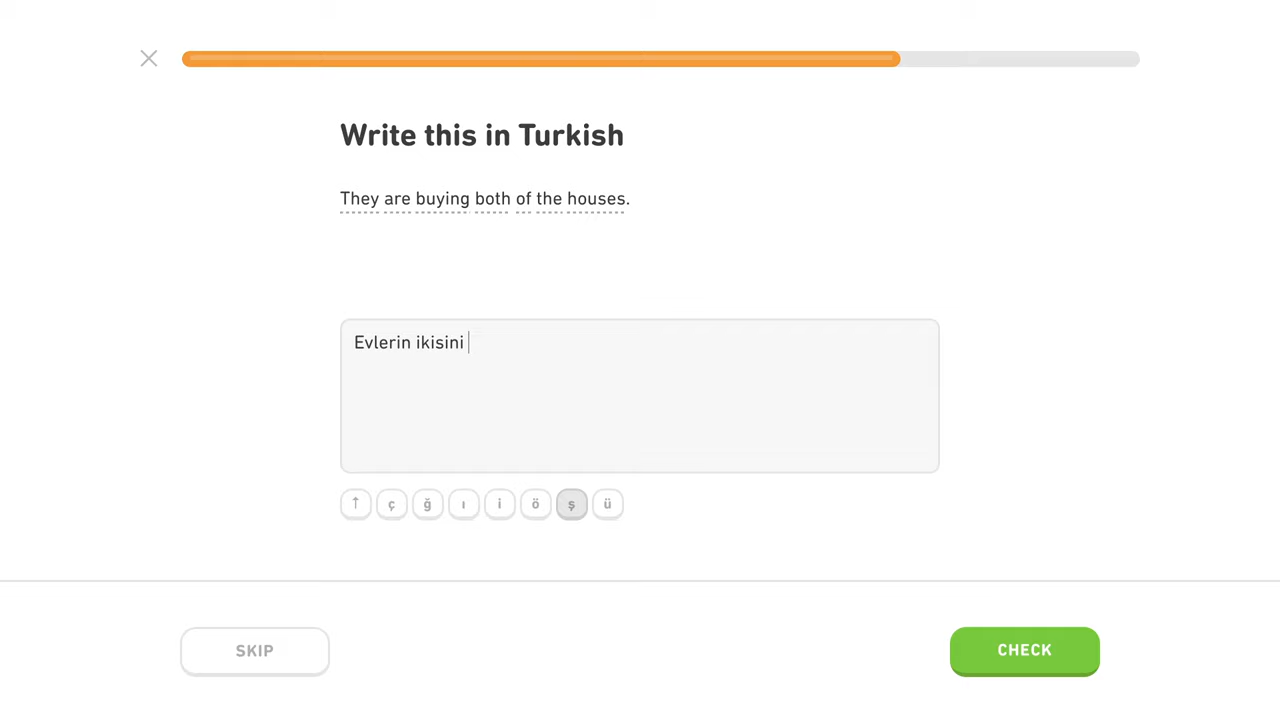 Write this in Turkish
They are buying both of the houses.
Evlerin ikisini
↑ ç ğ ı i ö ş ü
SKIP
CHECK